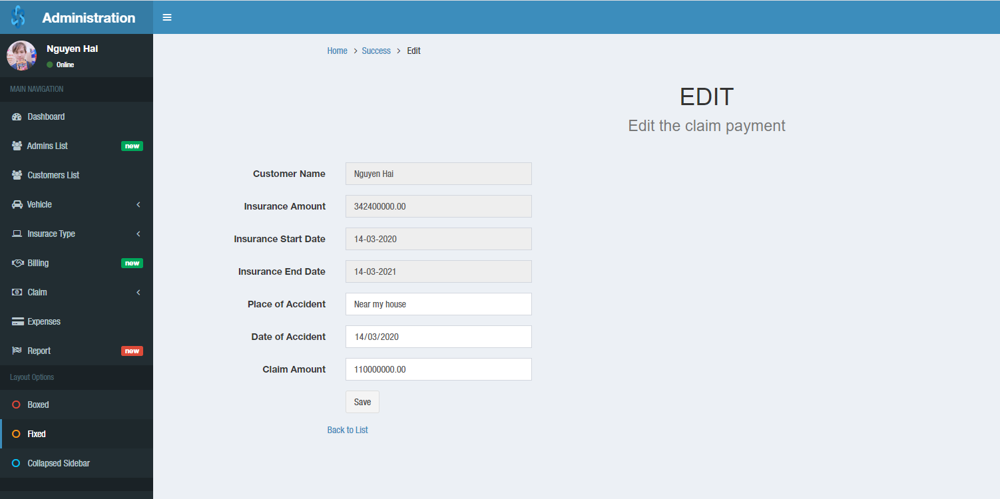 Administration
Nguyen Hai
Online
MAIN NAVIGATION
Dashboard
Admins List new
Customers List
Vehicle
Insurace Type
Billing new
Claim
Expenses
Report new
Layout Options
Boxed
Fixed
Collapsed Sidebar
Home > Success > Edit
EDIT
Edit the claim payment
Customer Name Nguyen Hai
Insurance Amount 342400000.00
Insurance Start Date 14-03-2020
Insurance End Date 14-03-2021
Place of Accident Near my house
Date of Accident 14/03/2020
Claim Amount 110000000.00
Save
Back to List